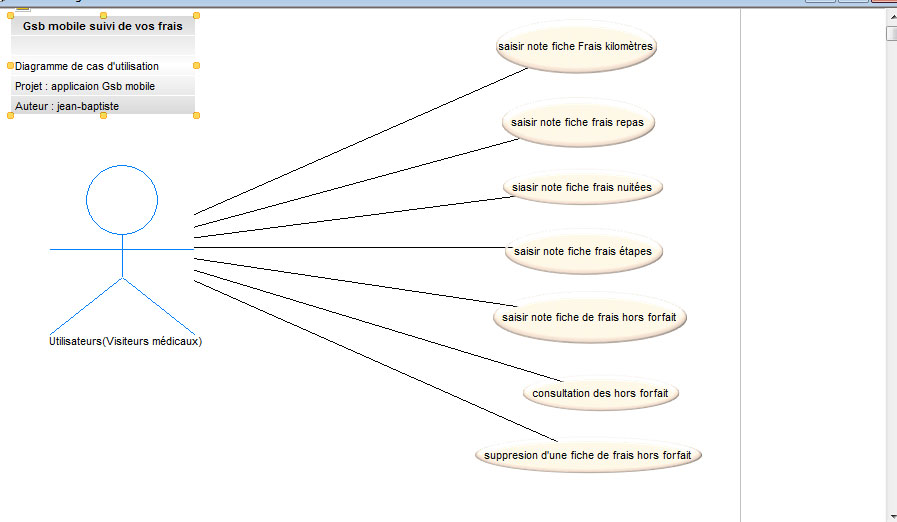 Gsb mobile suivi de vos frais
Diagramme de cas d'utilisation
Projet : applicaion Gsb mobile
Auteur : jean-baptiste
saisir note fiche Frais kilomètres
saisir note fiche frais repas
siasir note fiche frais nuitées
saisir note fiche frais étapes
saisir note fiche de frais hors forfait
consultation des hors forfait
suppresion d'une fiche de frais hors forfait
Utilisateurs(Visiteurs médicaux)